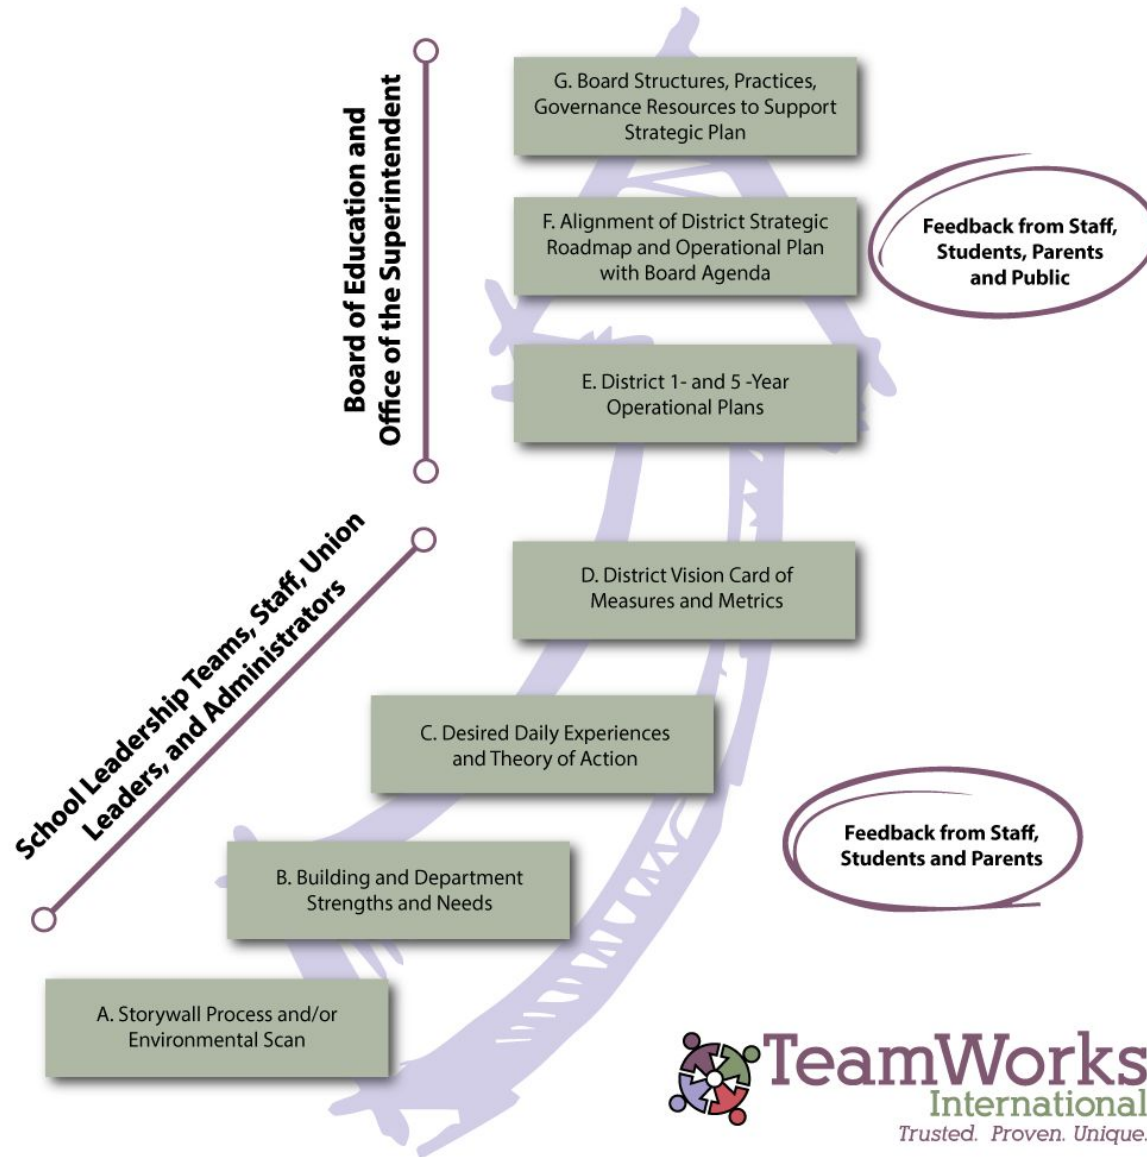 G. Board Structures, Practices,
Governance Resources to Support
Strategic Plan
Board of Education and
Office of the Superintendent
F. Alignment of District Strategic
Roadmap and Operational Plan
with Board Agenda
Feedback from Staff,
Students, Parents
and Public
E. District 1- and 5 -Year
Operational Plans
School Leadership Teams, Staff, Union
Leaders, and Administrators
D. District Vision Card of
Measures and Metrics
C. Desired Daily Experiences
and Theory of Action
Feedback from Staff,
Students and Parents
B. Building and Department
Strengths and Needs
A. Storywall Process and/or
Environmental Scan
TeamWorks
International
Trusted. Proven. Unique.